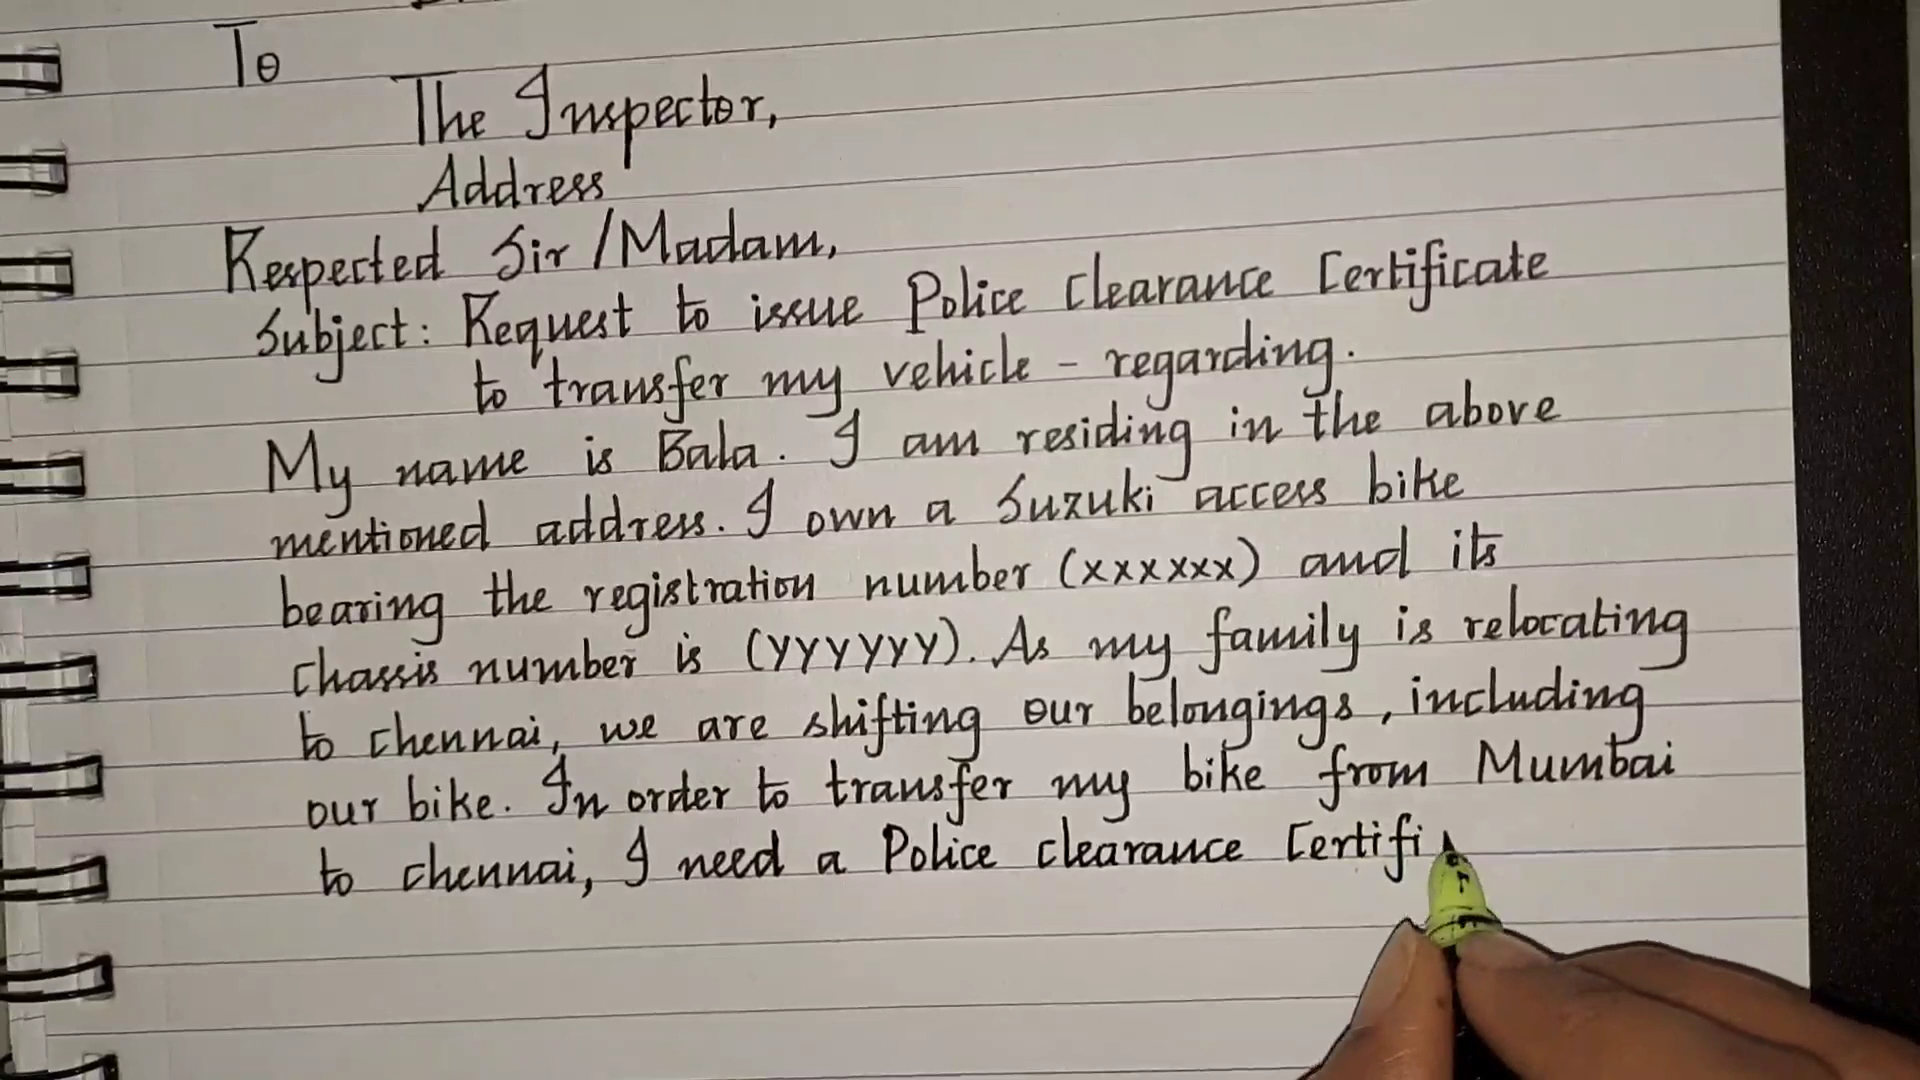 To
The Inspector,
Address
Respected Sir/Madam,
Subject: Request to issue Police Clearance Certificate
to transfer my vehicle - regarding.
My name is Bala. I am residing in the above
mentioned address. I own a Suzuki access bike
bearing the registration number (xxxxxx) and its
chassis number is (YYYYYY). As my family is relocating
to chennai, we are shifting our belongings, including
our bike. In order to transfer my bike from Mumbai
to chennai, I need a Police clearance Certifi